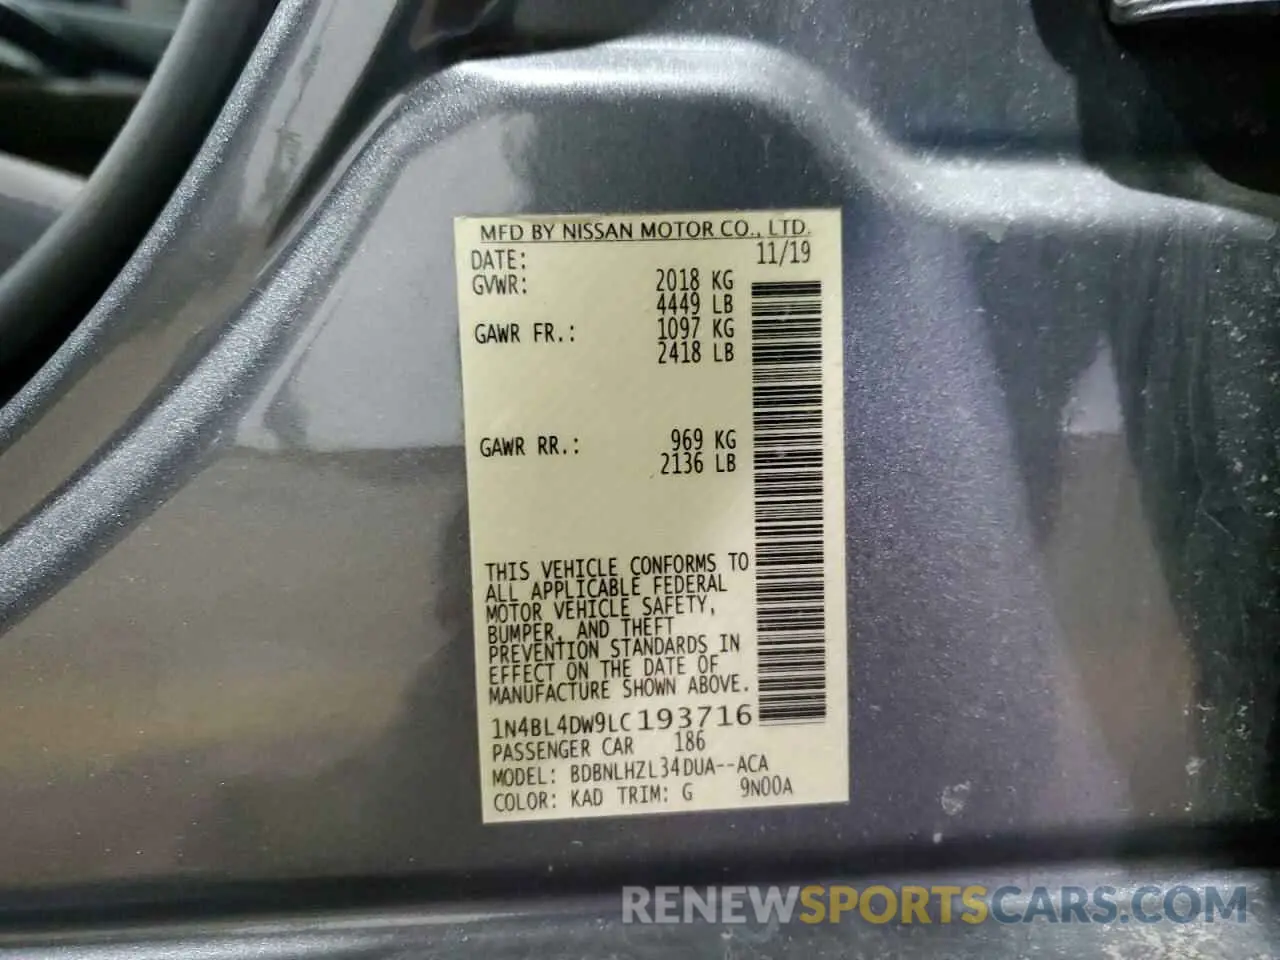 MFD BY NISSAN MOTOR CO., LTD.
DATE: 11/19
GVWR: 2018 KG
4449 LB
GAWR FR.: 1097 KG
2418 LB
GAWR RR.: 969 KG
2136 LB
THIS VEHICLE CONFORMS TO
ALL APPLICABLE FEDERAL
MOTOR VEHICLE SAFETY,
BUMPER, AND THEFT
PREVENTION STANDARDS IN
EFFECT ON THE DATE OF
MANUFACTURE SHOWN ABOVE.
1N4BL4DW9LC193716
PASSENGER CAR 186
MODEL: BDBNLHZL34DUA--ACA
COLOR: KAD TRIM: G 9N00A
RENEWSPORTSCARS.COM